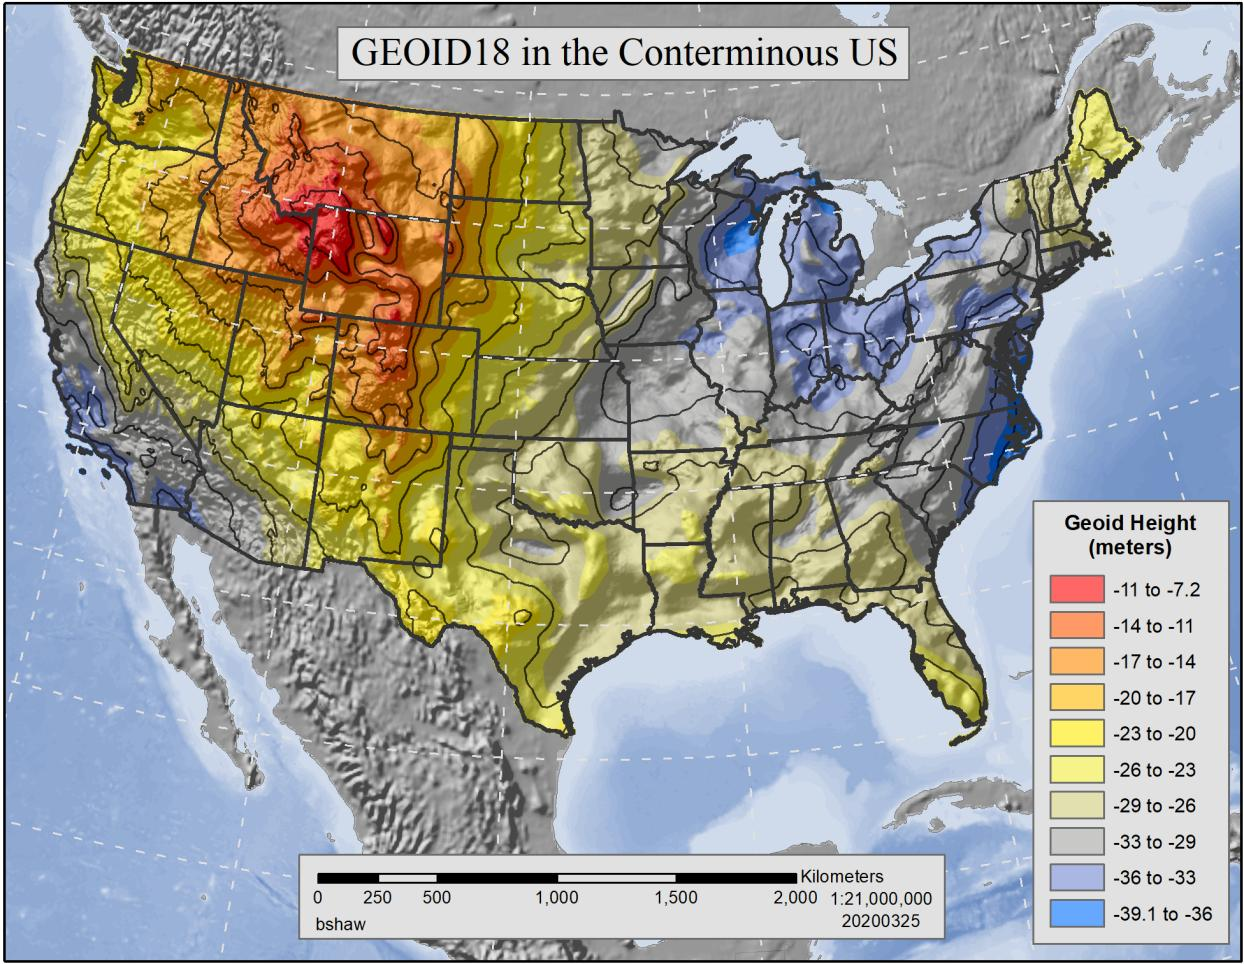 GEOID18 in the Conterminous US
Geoid Height
(meters)
-11 to -7.2
-14 to -11
-17 to -14
-20 to -17
-23 to -20
-26 to -23
-29 to -26
-33 to -29
-36 to -33
-39.1 to -36
Kilometers
0 250 500 1,000 1,500 2,000 1:21,000,000
bshaw 20200325